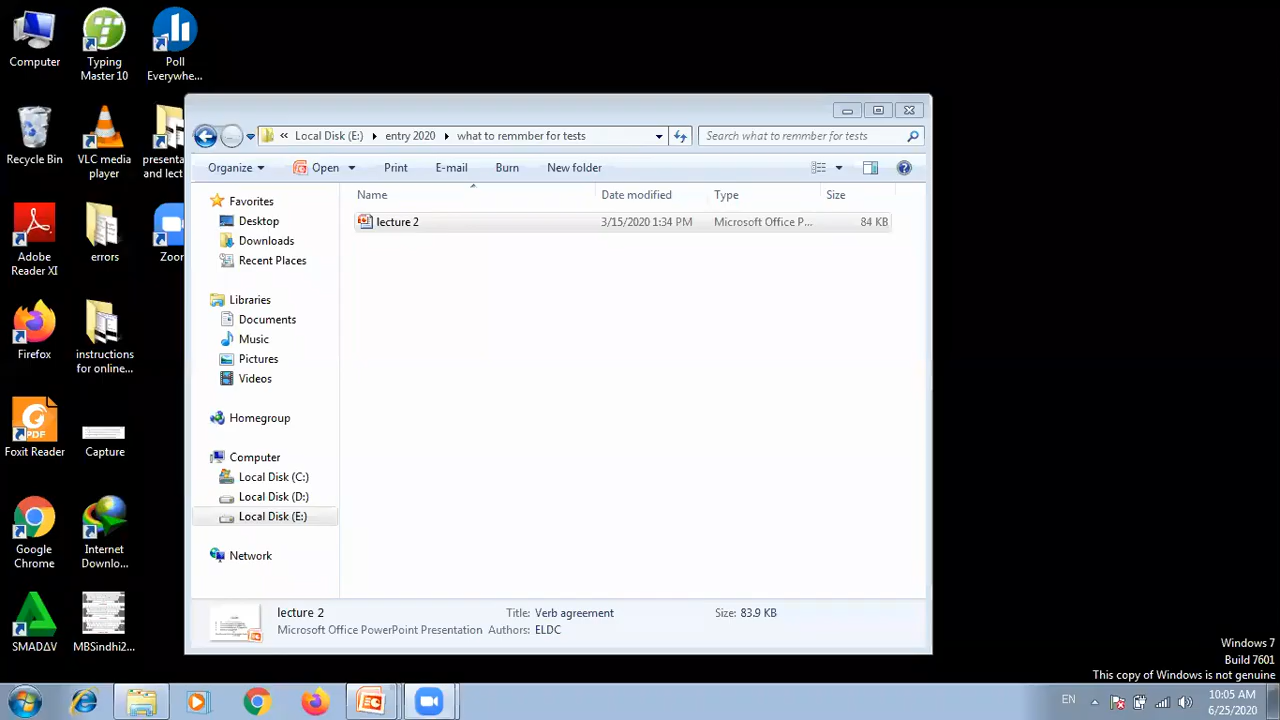 Computer
Typing
Master 10
Poll
Everywhe...
Recycle Bin
VLC media
player
presenta
and lect
Adobe
Reader XI
errors
Zoor
Firefox
instructions
for online...
Foxit Reader
Capture
Google
Chrome
Internet
Downlo...
SMADΔV
MBSindhi2...
« Local Disk (E:) entry 2020 what to remmber for tests
Search what to remmber for tests
Organize Open Print E-mail Burn New folder
Name Date modified Type Size
lecture 2 3/15/2020 1:34 PM Microsoft Office P... 84 KB
Favorites
Desktop
Downloads
Recent Places
Libraries
Documents
Music
Pictures
Videos
Homegroup
Computer
Local Disk (C:)
Local Disk (D:)
Local Disk (E:)
Network
lecture 2 Title: Verb agreement Size: 83.9 KB
Microsoft Office PowerPoint Presentation Authors: ELDC
Windows 7
Build 7601
This copy of Windows is not genuine
EN
10:05 AM
6/25/2020